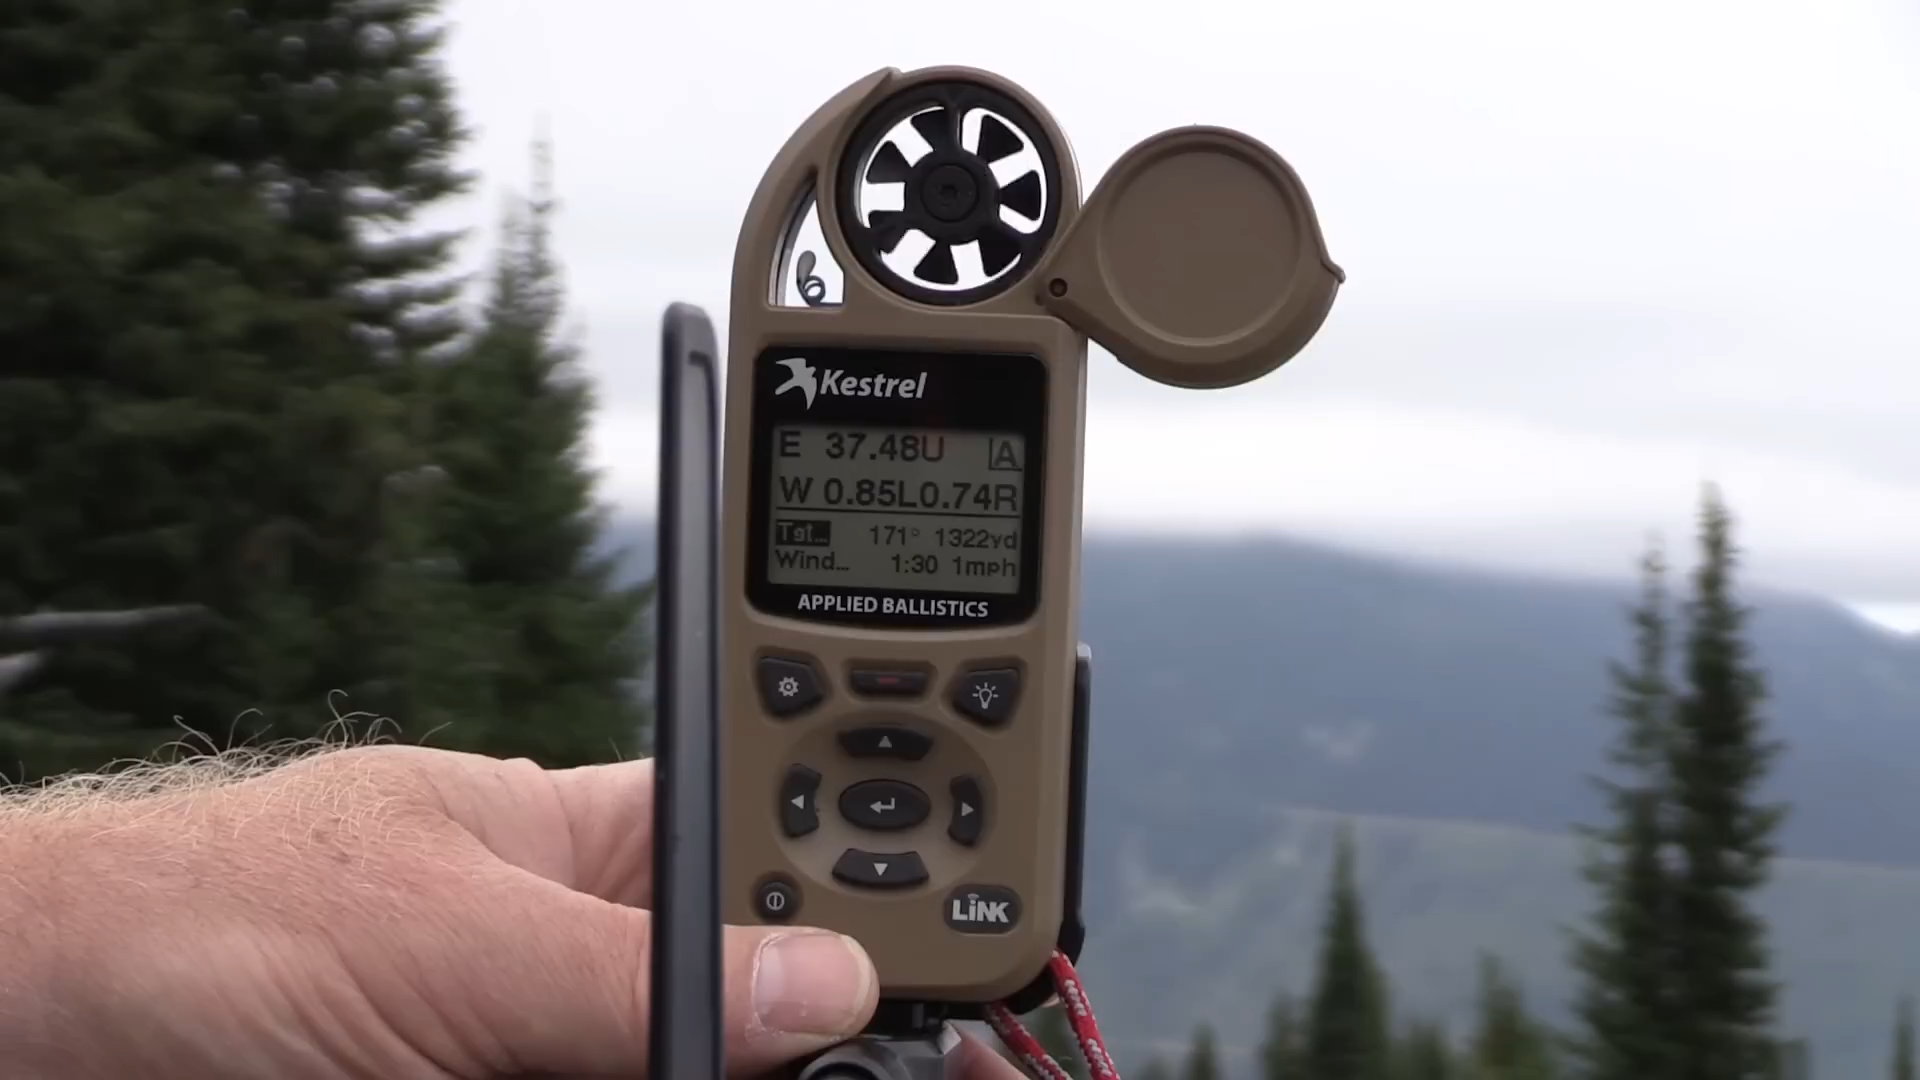 Kestrel
E 37.48U A
W 0.85L0.74R
Tgt... 171° 1322yd
Wind... 1:30 1mph
APPLIED BALLISTICS
LiNK